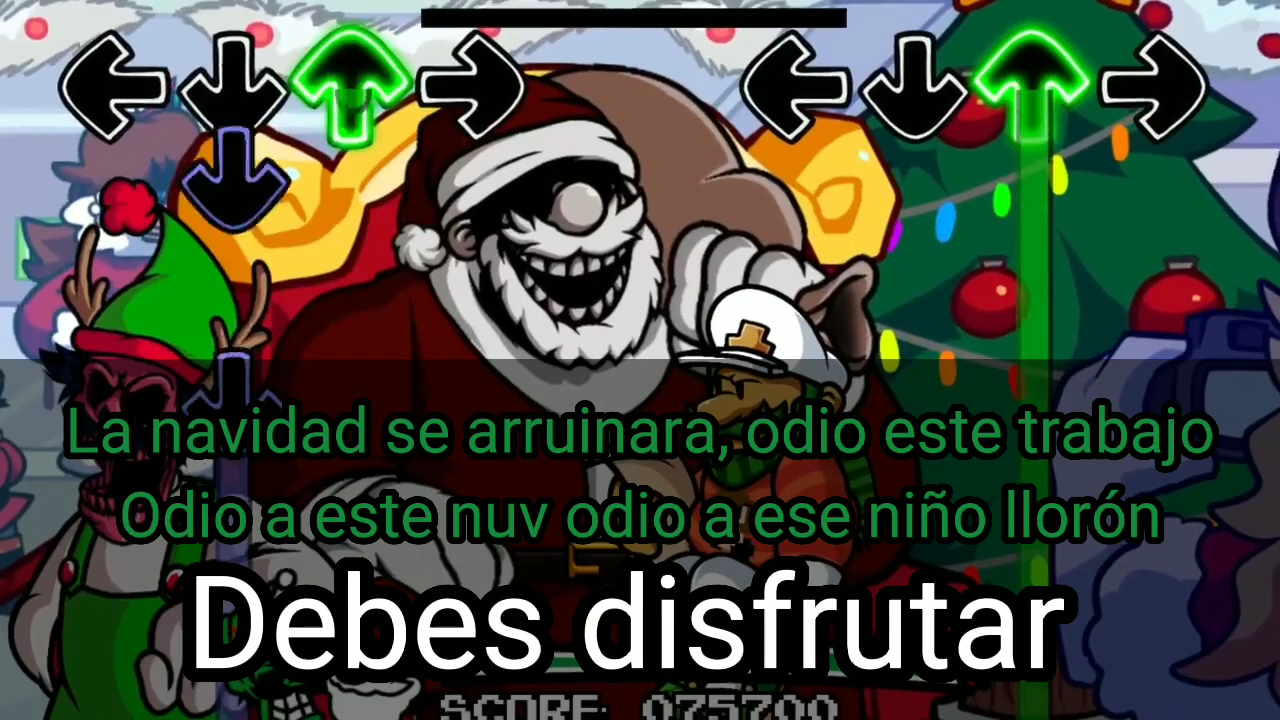 La navidad se arruinara, odio este trabajo
Odio a este nuv odio a ese niño llorón
Debes disfrutar
SCORE: 075700